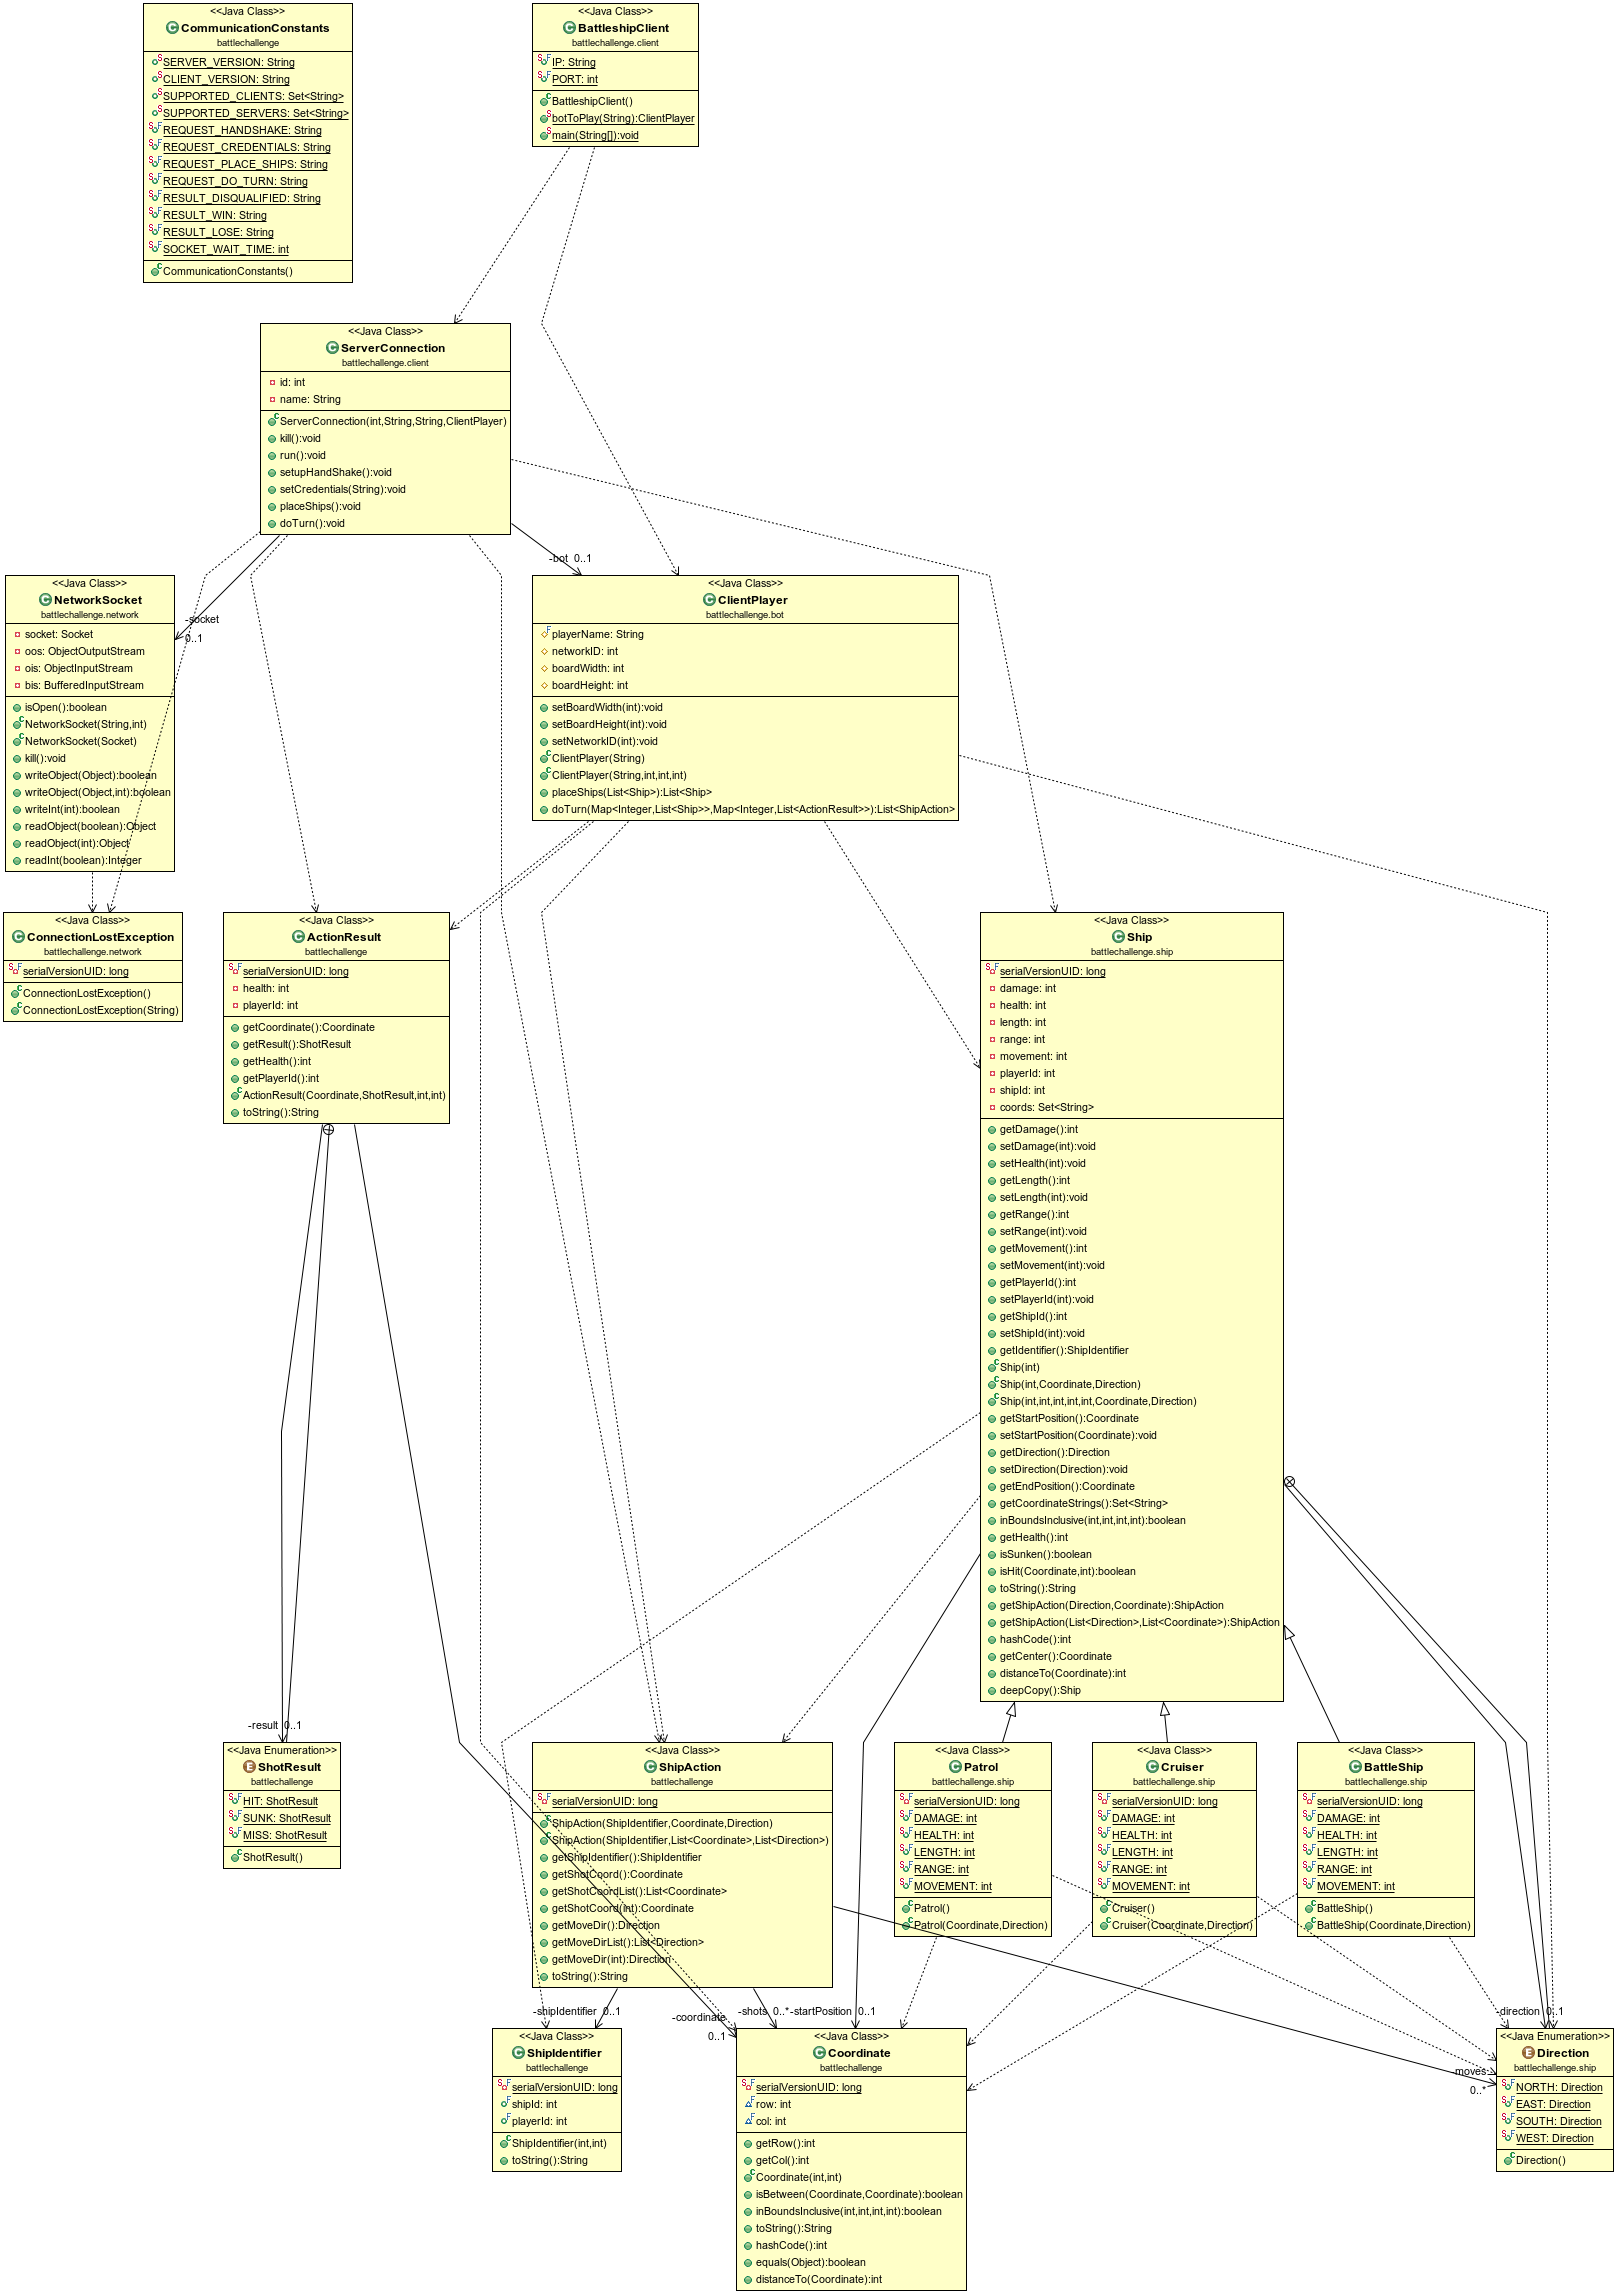 <<Java Class>>
CommunicationConstants
battlechallenge
SERVER_VERSION: String
CLIENT_VERSION: String
SUPPORTED_CLIENTS: Set<String>
SUPPORTED_SERVERS: Set<String>
REQUEST_HANDSHAKE: String
REQUEST_CREDENTIALS: String
REQUEST_PLACE_SHIPS: String
REQUEST_DO_TURN: String
RESULT_DISQUALIFIED: String
RESULT_WIN: String
RESULT_LOSE: String
SOCKET_WAIT_TIME: int
CommunicationConstants()
<<Java Class>>
BattleshipClient
battlechallenge.client
IP: String
PORT: int
BattleshipClient()
botToPlay(String):ClientPlayer
main(String[]):void
<<Java Class>>
ServerConnection
battlechallenge.client
id: int
name: String
ServerConnection(int,String,String,ClientPlayer)
kill():void
run():void
setupHandShake():void
setCredentials(String):void
placeShips():void
doTurn():void
-bot 0..1
-socket
0..1
<<Java Class>>
NetworkSocket
battlechallenge.network
socket: Socket
oos: ObjectOutputStream
ois: ObjectInputStream
bis: BufferedInputStream
isOpen():boolean
NetworkSocket(String,int)
NetworkSocket(Socket)
kill():void
writeObject(Object):boolean
writeObject(Object,int):boolean
writeInt(int):boolean
readObject(boolean):Object
readObject(int):Object
readInt(boolean):Integer
<<Java Class>>
ClientPlayer
battlechallenge.bot
playerName: String
networkID: int
boardWidth: int
boardHeight: int
setBoardWidth(int):void
setBoardHeight(int):void
setNetworkID(int):void
ClientPlayer(String)
ClientPlayer(String,int,int,int)
placeShips(List<Ship>):List<Ship>
doTurn(Map<Integer,List<Ship>>,Map<Integer,List<ActionResult>>):List<ShipAction>
<<Java Class>>
ConnectionLostException
battlechallenge.network
serialVersionUID: long
ConnectionLostException()
ConnectionLostException(String)
<<Java Class>>
ActionResult
battlechallenge
serialVersionUID: long
health: int
playerId: int
getCoordinate():Coordinate
getResult():ShotResult
getHealth():int
getPlayerId():int
ActionResult(Coordinate,ShotResult,int,int)
toString():String
<<Java Class>>
Ship
battlechallenge.ship
serialVersionUID: long
damage: int
health: int
length: int
range: int
movement: int
playerId: int
shipId: int
coords: Set<String>
getDamage():int
setDamage(int):void
setHealth(int):void
getLength():int
setLength(int):void
getRange():int
setRange(int):void
getMovement():int
setMovement(int):void
getPlayerId():int
setPlayerId(int):void
getShipId():int
setShipId(int):void
getIdentifier():ShipIdentifier
Ship(int)
Ship(int,Coordinate,Direction)
Ship(int,int,int,int,int,Coordinate,Direction)
getStartPosition():Coordinate
setStartPosition(Coordinate):void
getDirection():Direction
setDirection(Direction):void
getEndPosition():Coordinate
getCoordinateStrings():Set<String>
inBoundsInclusive(int,int,int,int):boolean
getHealth():int
isSunken():boolean
isHit(Coordinate,int):boolean
toString():String
getShipAction(Direction,Coordinate):ShipAction
getShipAction(List<Direction>,List<Coordinate>):ShipAction
hashCode():int
getCenter():Coordinate
distanceTo(Coordinate):int
deepCopy():Ship
-result 0..1
<<Java Enumeration>>
ShotResult
battlechallenge
HIT: ShotResult
SUNK: ShotResult
MISS: ShotResult
ShotResult()
<<Java Class>>
ShipAction
battlechallenge
serialVersionUID: long
ShipAction(ShipIdentifier,Coordinate,Direction)
ShipAction(ShipIdentifier,List<Coordinate>,List<Direction>)
getShipIdentifier():ShipIdentifier
getShotCoord():Coordinate
getShotCoordList():List<Coordinate>
getShotCoord(int):Coordinate
getMoveDir():Direction
getMoveDirList():List<Direction>
getMoveDir(int):Direction
toString():String
<<Java Class>>
Patrol
battlechallenge.ship
serialVersionUID: long
DAMAGE: int
HEALTH: int
LENGTH: int
RANGE: int
MOVEMENT: int
Patrol()
Patrol(Coordinate,Direction)
<<Java Class>>
Cruiser
battlechallenge.ship
serialVersionUID: long
DAMAGE: int
HEALTH: int
LENGTH: int
RANGE: int
MOVEMENT: int
Cruiser()
Cruiser(Coordinate,Direction)
<<Java Class>>
BattleShip
battlechallenge.ship
serialVersionUID: long
DAMAGE: int
HEALTH: int
LENGTH: int
RANGE: int
MOVEMENT: int
BattleShip()
BattleShip(Coordinate,Direction)
-shipIdentifier 0..1
-coordinate
0..1
-shots 0..*
-startPosition 0..1
-direction 0..1
-moves
0..*
<<Java Class>>
ShipIdentifier
battlechallenge
serialVersionUID: long
shipId: int
playerId: int
ShipIdentifier(int,int)
toString():String
<<Java Class>>
Coordinate
battlechallenge
serialVersionUID: long
row: int
col: int
getRow():int
getCol():int
Coordinate(int,int)
isBetween(Coordinate,Coordinate):boolean
inBoundsInclusive(int,int,int,int):boolean
toString():String
hashCode():int
equals(Object):boolean
distanceTo(Coordinate):int
<<Java Enumeration>>
Direction
battlechallenge.ship
NORTH: Direction
EAST: Direction
SOUTH: Direction
WEST: Direction
Direction()